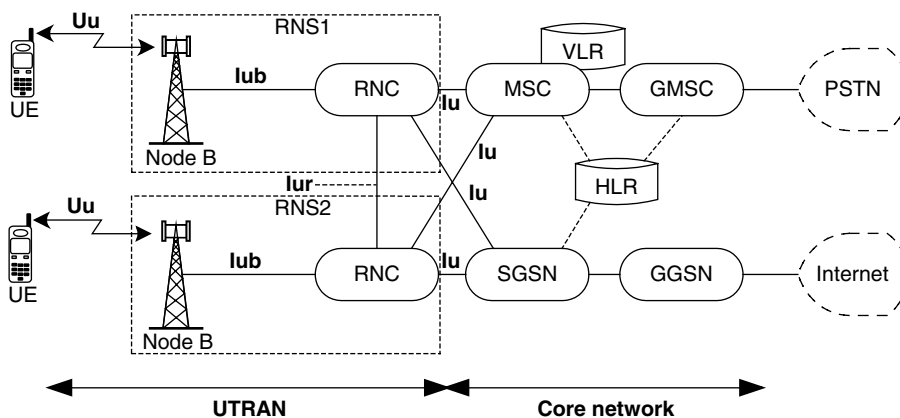 Uu
RNS1
VLR
Iub
RNC
Iu
MSC
GMSC
PSTN
UE
Node B
Iu
Iur
HLR
Iu
RNS2
Uu
Iub
RNC
Iu
SGSN
GGSN
Internet
UE
Node B
UTRAN
Core network